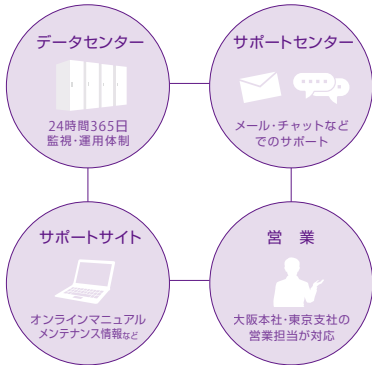 データセンター
24時間365日
監視・運用体制
サポートセンター
メール・チャットなど
でのサポート
サポートサイト
オンラインマニュアル
メンテナンス情報など
営 業
大阪本社・東京支社の
営業担当が対応